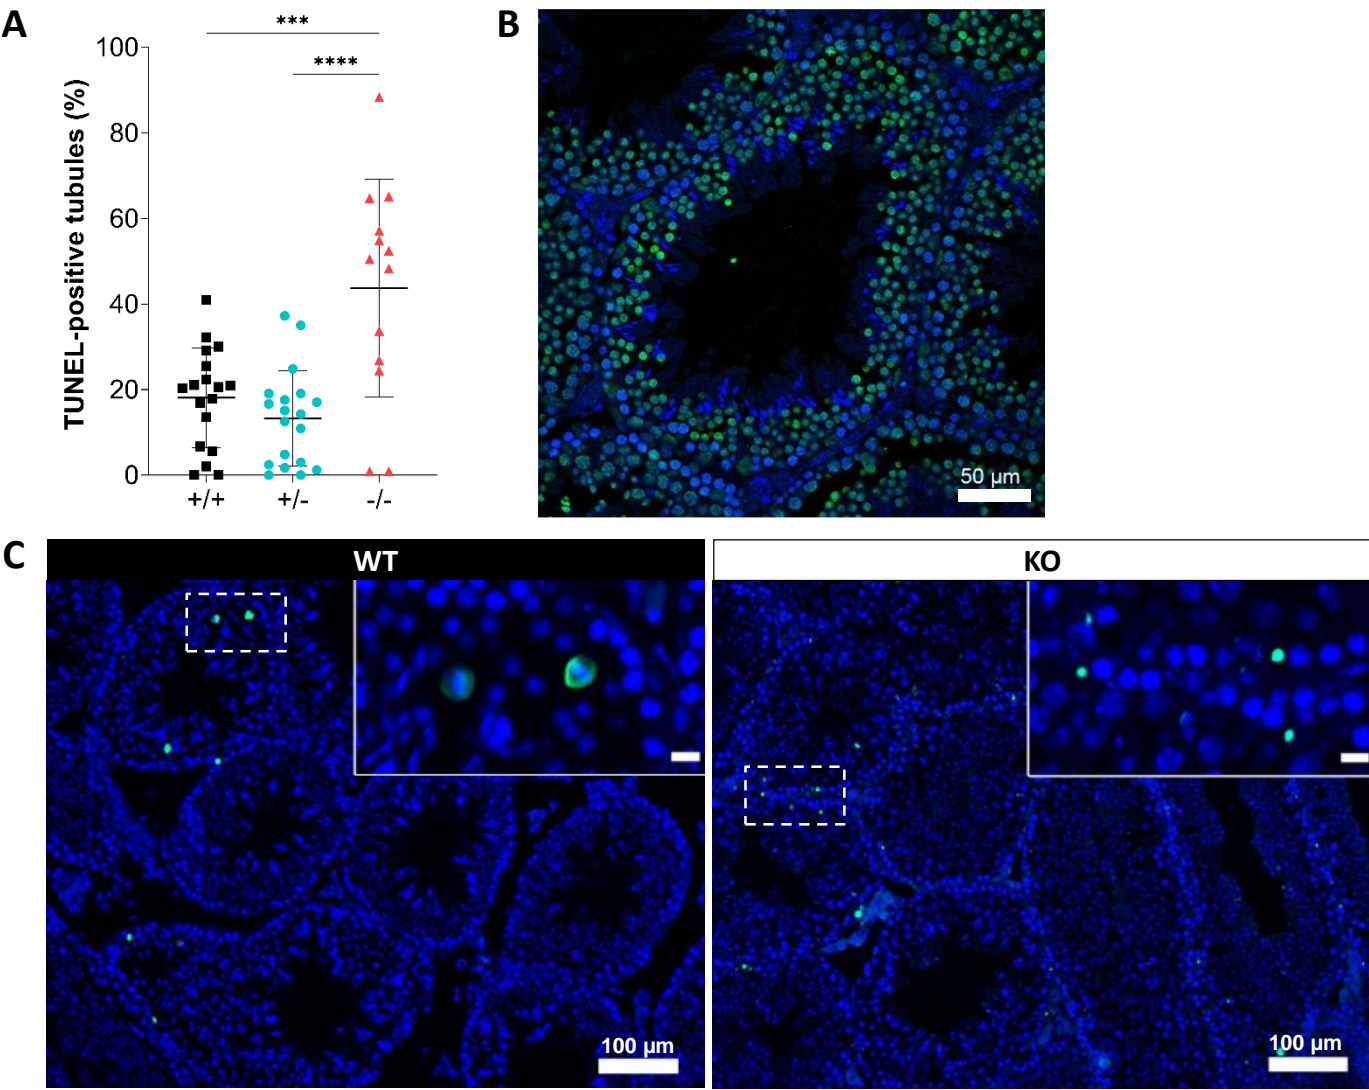 A
B
***
****
100
80
60
40
20
0
TUNEL-positive tubules (%)
+/+
+/-
-/-
50 µm
C
WT
KO
100 µm
100 µm